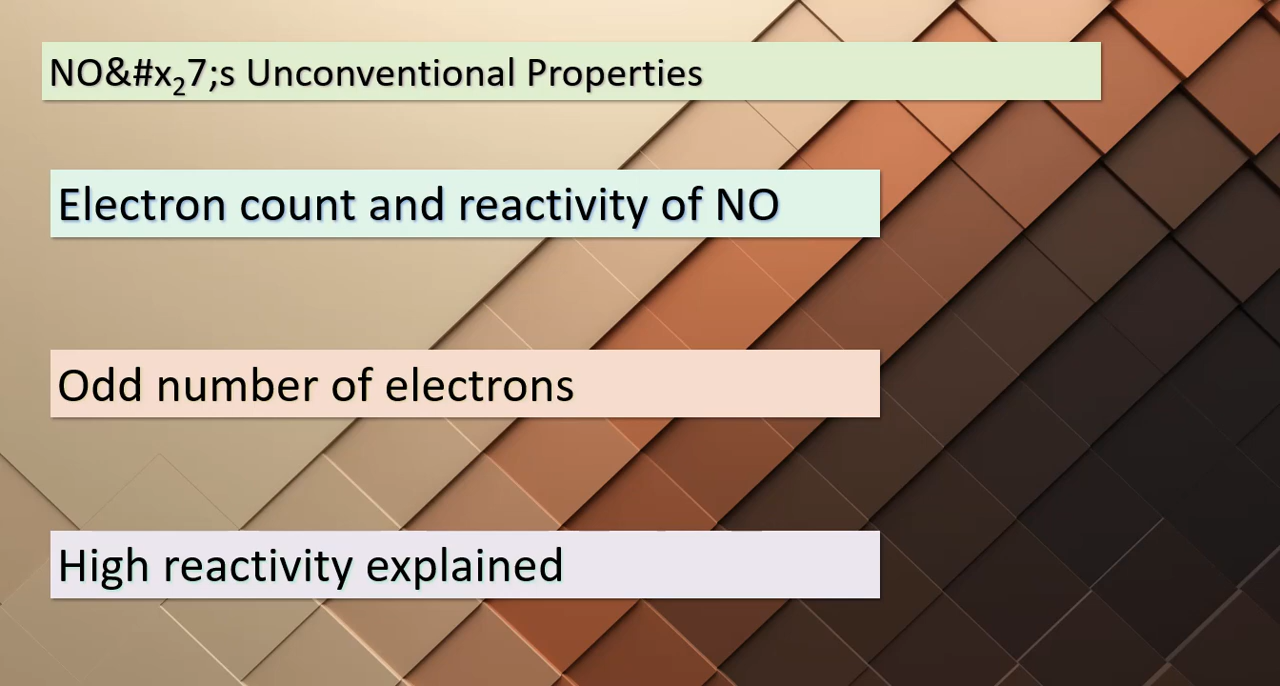 NO&#x₂7;s Unconventional Properties
Electron count and reactivity of NO
Odd number of electrons
High reactivity explained